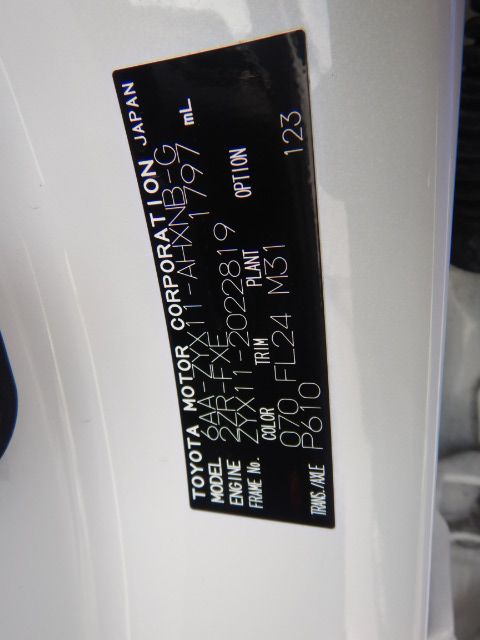 TOYOTA MOTOR CORPORATION JAPAN
MODEL 6AA-ZYX11-AHXNB-G
ENGINE 2ZR-FXE 1797 mL
FRAME No. ZYX11-2022819
COLOR TRIM PLANT OPTION
070 FL24 M31 123
TRANS./AXLE P610